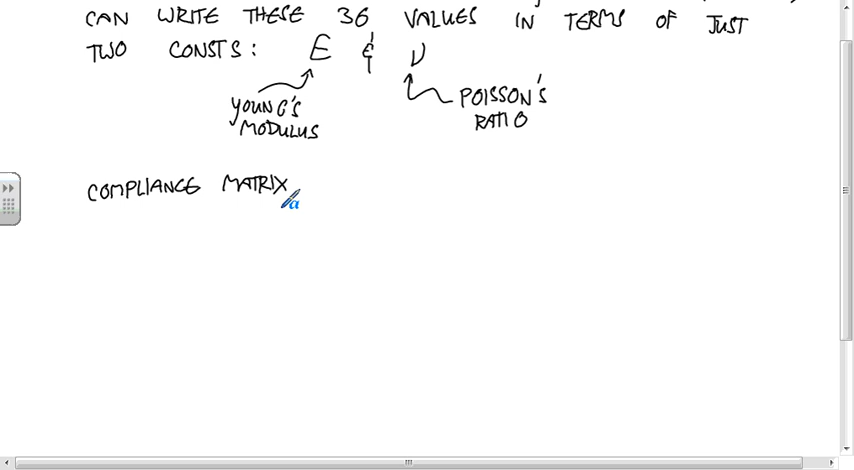 CAN WRITE THESE 36 VALUES IN TERMS OF JUST
TWO CONSTS: E & ν
YOUNG'S
MODULUS
POISSON'S
RATIO
COMPLIANCE MATRIX